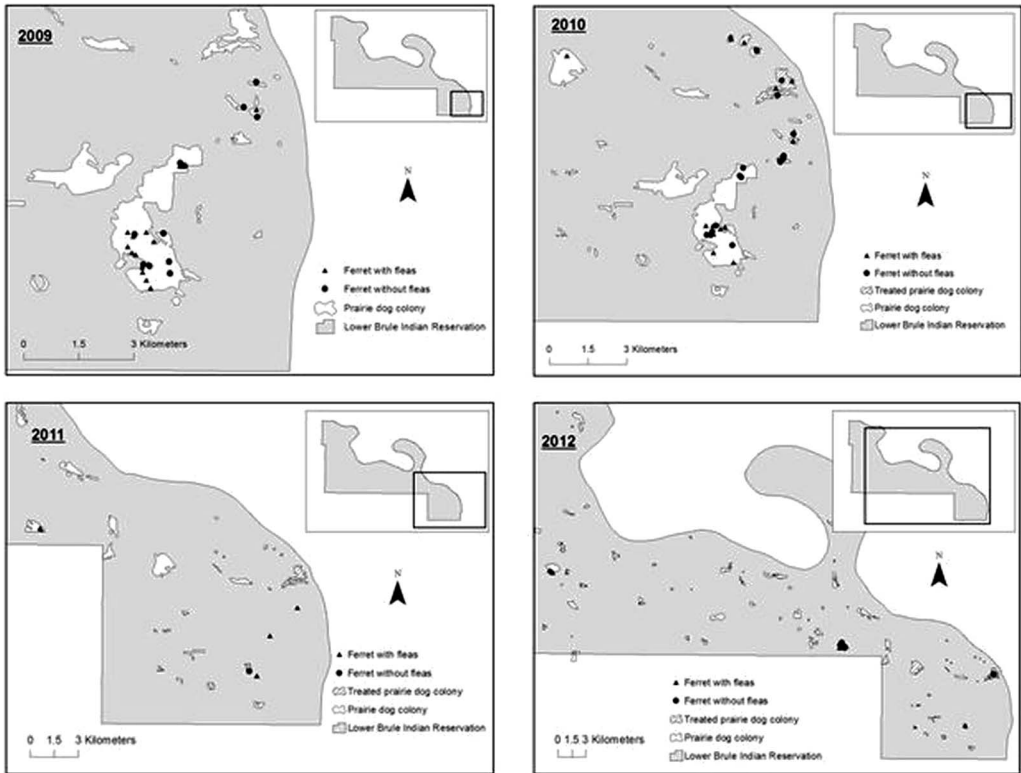 2009
N
Ferret with fleas
Ferret without fleas
Prairie dog colony
Lower Brule Indian Reservation
0 1.5 3 Kilometers
2010
N
Ferret with fleas
Ferret without fleas
Treated prairie dog colony
Prairie dog colony
Lower Brule Indian Reservation
0 1.5 3 Kilometers
2011
N
Ferret with fleas
Ferret without fleas
Treated prairie dog colony
Prairie dog colony
Lower Brule Indian Reservation
0 1.5 3 Kilometers
2012
N
Ferret with fleas
Ferret without fleas
Treated prairie dog colony
Prairie dog colony
Lower Brule Indian Reservation
0 1.5 3 Kilometers